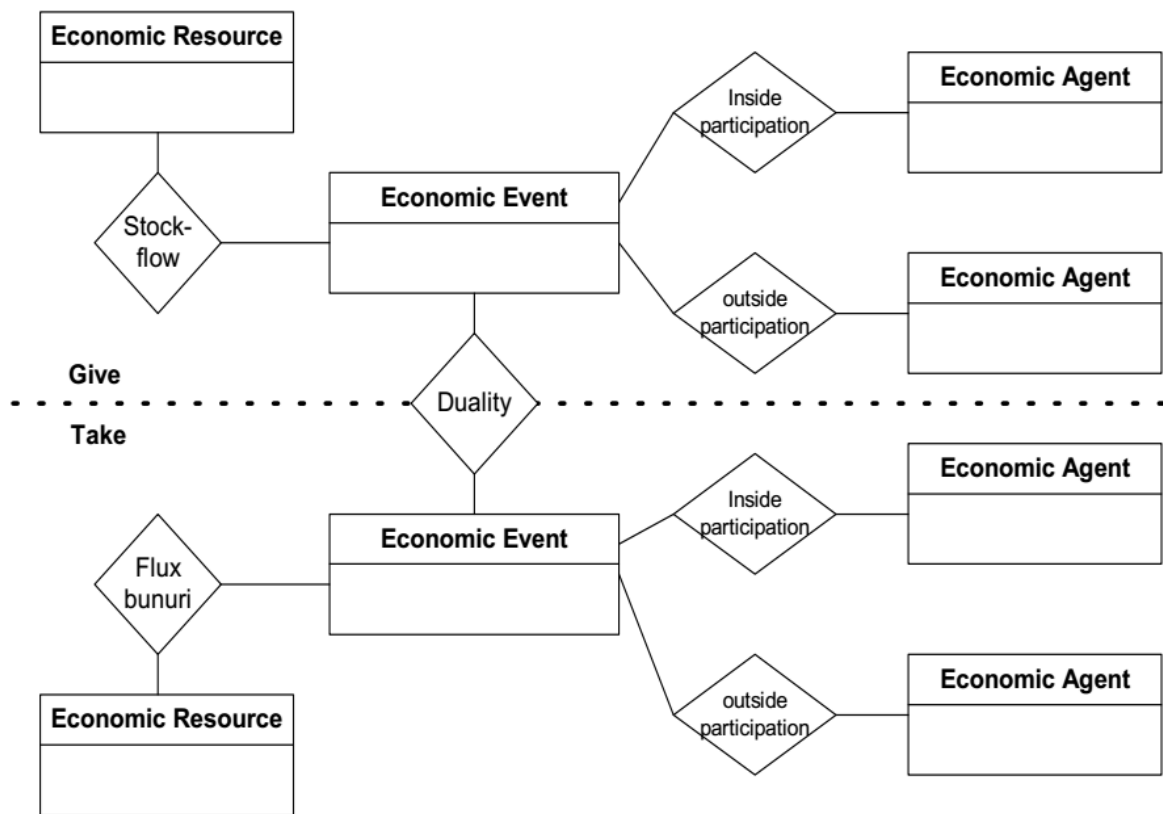 Economic Resource
Inside
participation
Economic Agent
Economic Event
Stock-
flow
outside
participation
Economic Agent
Give
Duality
Take
Inside
participation
Economic Agent
Economic Event
Flux
bunuri
outside
participation
Economic Agent
Economic Resource